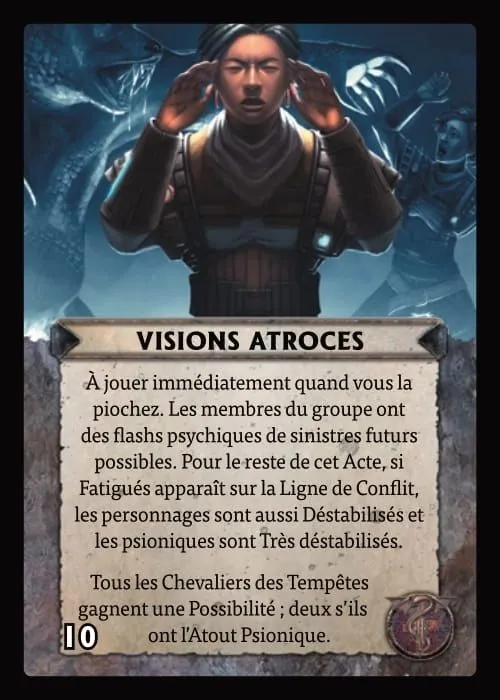 VISIONS ATROCES
À jouer immédiatement quand vous la
piochez. Les membres du groupe ont
des flashs psychiques de sinistres futurs
possibles. Pour le reste de cet Acte, si
Fatigués apparaît sur la Ligne de Conflit,
les personnages sont aussi Déstabilisés et
les psioniques sont Très déstabilisés.
Tous les Chevaliers des Tempêtes
gagnent une Possibilité ; deux s'ils
ont l'Atout Psionique.
10